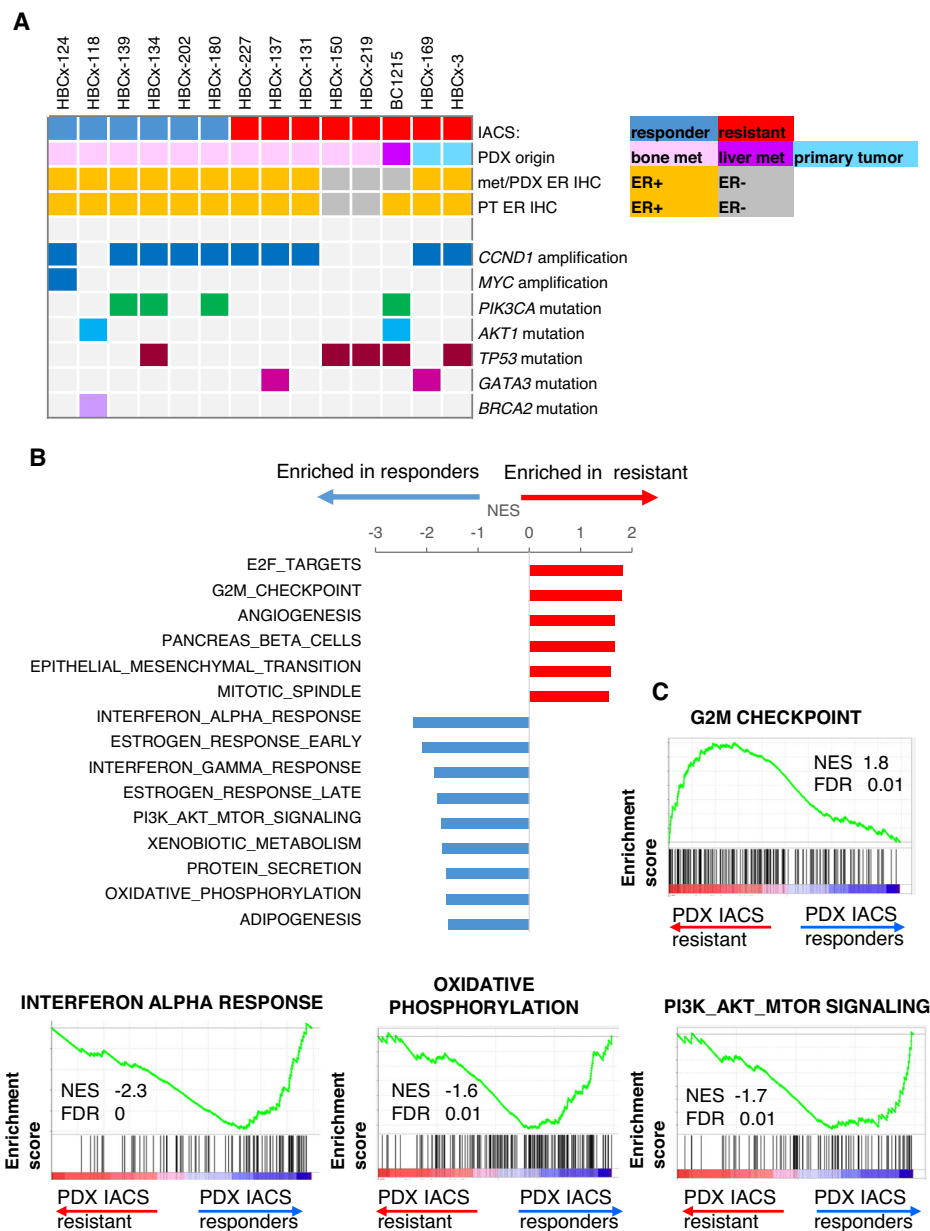 A
HBCx-124
HBCx-118
HBCx-139
HBCx-134
HBCx-202
HBCx-180
HBCx-227
HBCx-137
HBCx-131
HBCx-150
HBCx-219
BC1215
HBCx-169
HBCx-3
IACS:
responder resistant
PDX origin
bone met liver met primary tumor
met/PDX ER IHC
ER+ ER-
PT ER IHC
ER+ ER-
CCND1 amplification
MYC amplification
PIK3CA mutation
AKT1 mutation
TP53 mutation
GATA3 mutation
BRCA2 mutation
B
Enriched in responders
Enriched in resistant
NES
-3 -2 -1 0 1 2
E2F_TARGETS
G2M_CHECKPOINT
ANGIOGENESIS
PANCREAS_BETA_CELLS
EPITHELIAL_MESENCHYMAL_TRANSITION
MITOTIC_SPINDLE
INTERFERON_ALPHA_RESPONSE
ESTROGEN_RESPONSE_EARLY
INTERFERON_GAMMA_RESPONSE
ESTROGEN_RESPONSE_LATE
PI3K_AKT_MTOR_SIGNALING
XENOBIOTIC_METABOLISM
PROTEIN_SECRETION
OXIDATIVE_PHOSPHORYLATION
ADIPOGENESIS
C
G2M CHECKPOINT
NES 1.8
FDR 0.01
Enrichment
score
PDX IACS
resistant
PDX IACS
responders
INTERFERON ALPHA RESPONSE
NES -2.3
FDR 0
Enrichment
score
PDX IACS
resistant
PDX IACS
responders
OXIDATIVE
PHOSPHORYLATION
NES -1.6
FDR 0.01
Enrichment
score
PDX IACS
resistant
PDX IACS
responders
PI3K_AKT_MTOR SIGNALING
NES -1.7
FDR 0.01
Enrichment
score
PDX IACS
resistant
PDX IACS
responders